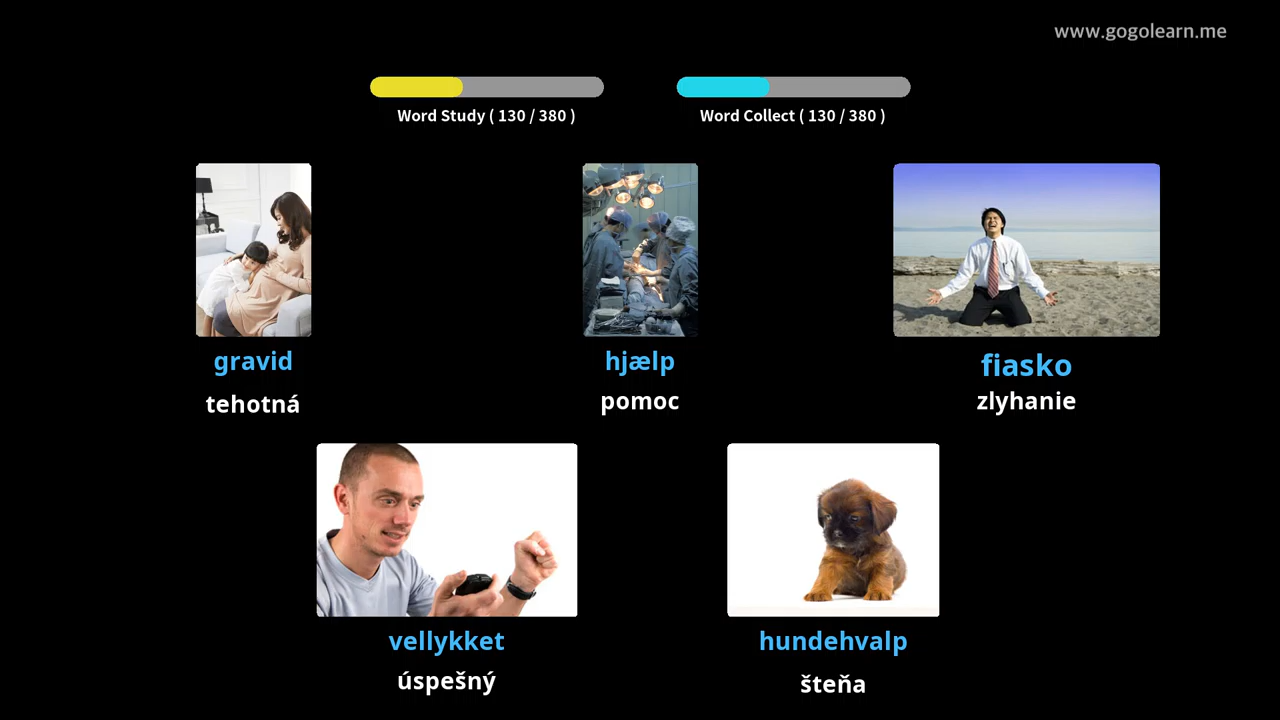 www.gogolearn.me
Word Study ( 130 / 380 )
Word Collect ( 130 / 380 )
gravid
tehotná
hjælp
pomoc
fiasko
zlyhanie
vellykket
úspešný
hundehvalp
šteňa